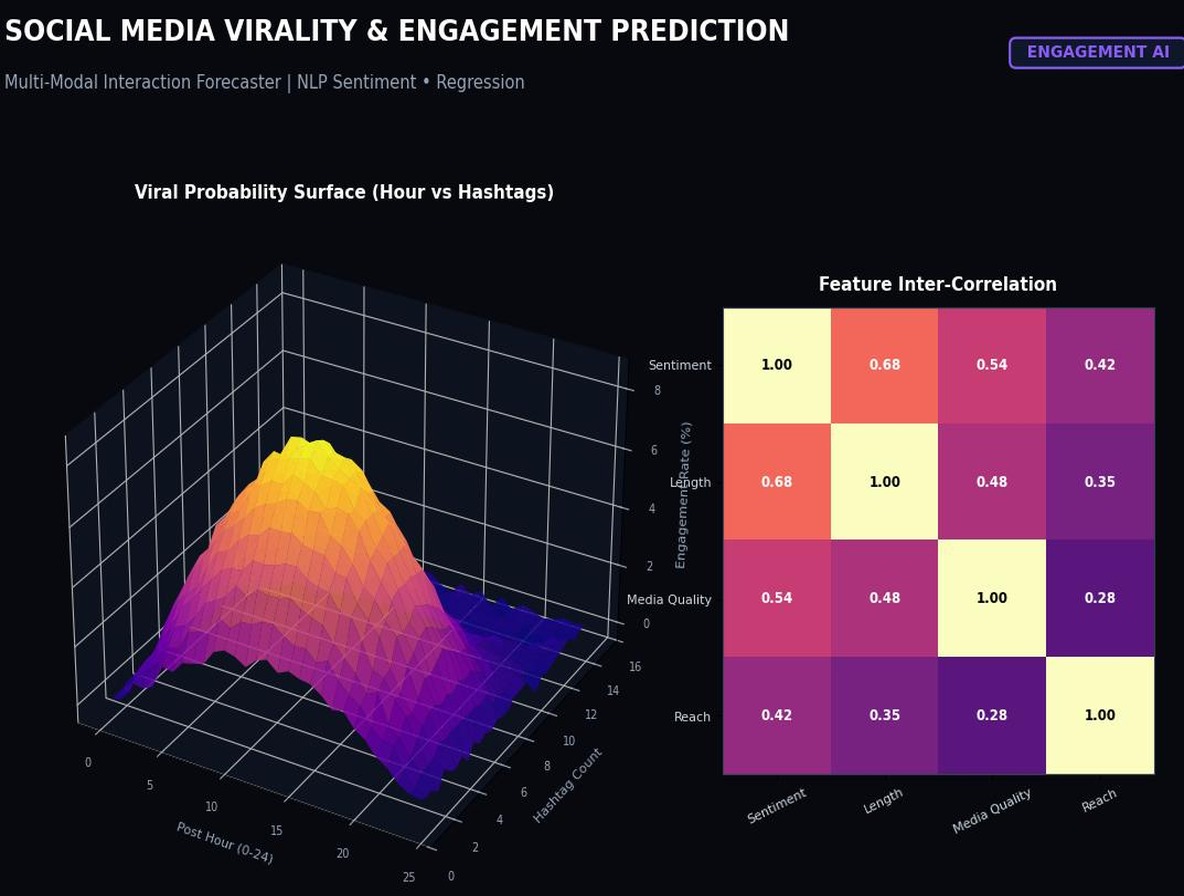 SOCIAL MEDIA VIRALITY & ENGAGEMENT PREDICTION
ENGAGEMENT AI
Multi-Modal Interaction Forecaster | NLP Sentiment • Regression
Viral Probability Surface (Hour vs Hashtags)
8
6
4
2
0
Engagement Rate (%)
16
14
12
10
8
6
4
2
0
Hashtag Count
0
5
10
15
20
25
Post Hour (0-24)
Feature Inter-Correlation
Sentiment 1.00 0.68 0.54 0.42
Length 0.68 1.00 0.48 0.35
Media Quality 0.54 0.48 1.00 0.28
Reach 0.42 0.35 0.28 1.00
Sentiment Length Media Quality Reach